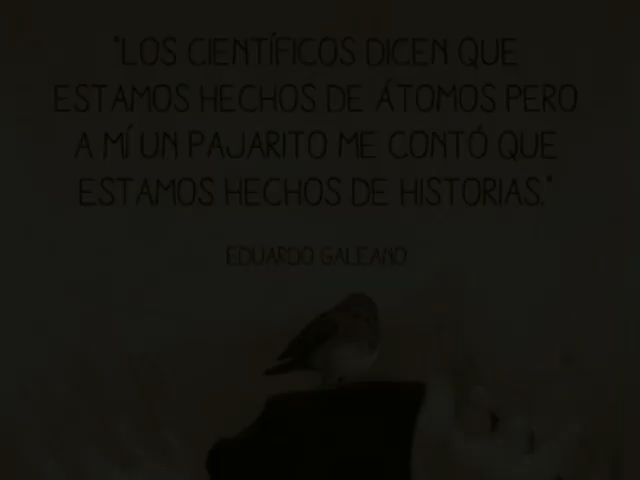 "LOS CIENTÍFICOS DICEN QUE
ESTAMOS HECHOS DE ÁTOMOS PERO
A MÍ UN PAJARITO ME CONTÓ QUE
ESTAMOS HECHOS DE HISTORIAS."
EDUARDO GALEANO